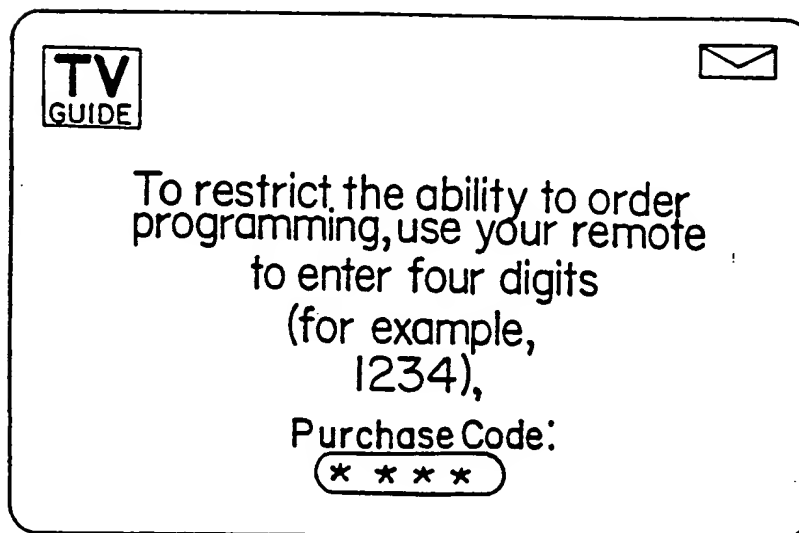 TV
GUIDE
To restrict the ability to order
programming, use your remote
to enter four digits
(for example,
1234),
Purchase Code:
* * * *